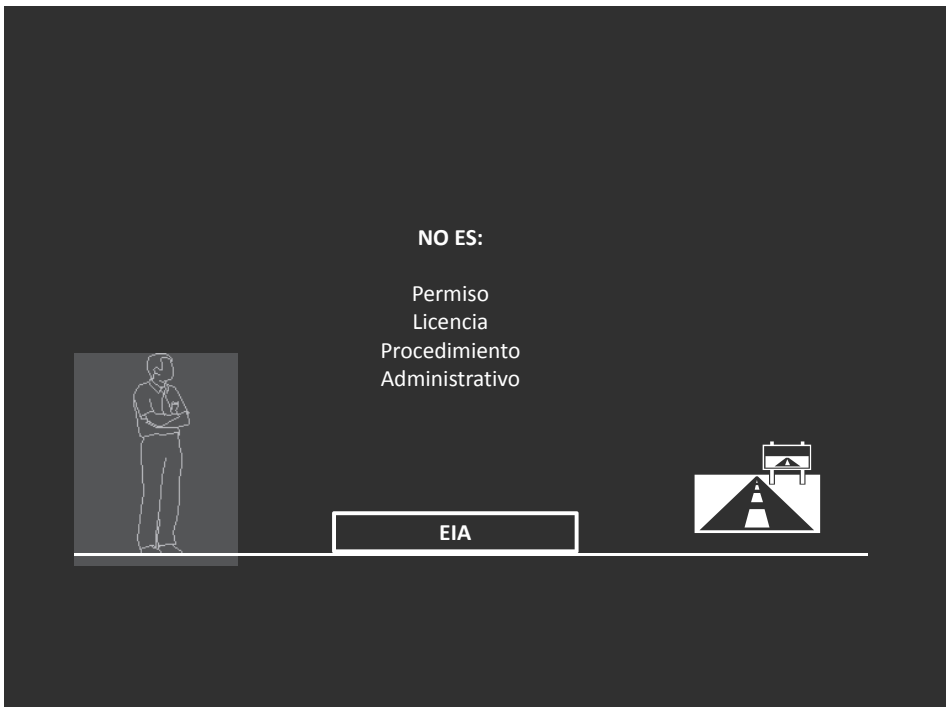 NO ES:
Permiso
Licencia
Procedimiento
Administrativo
EIA